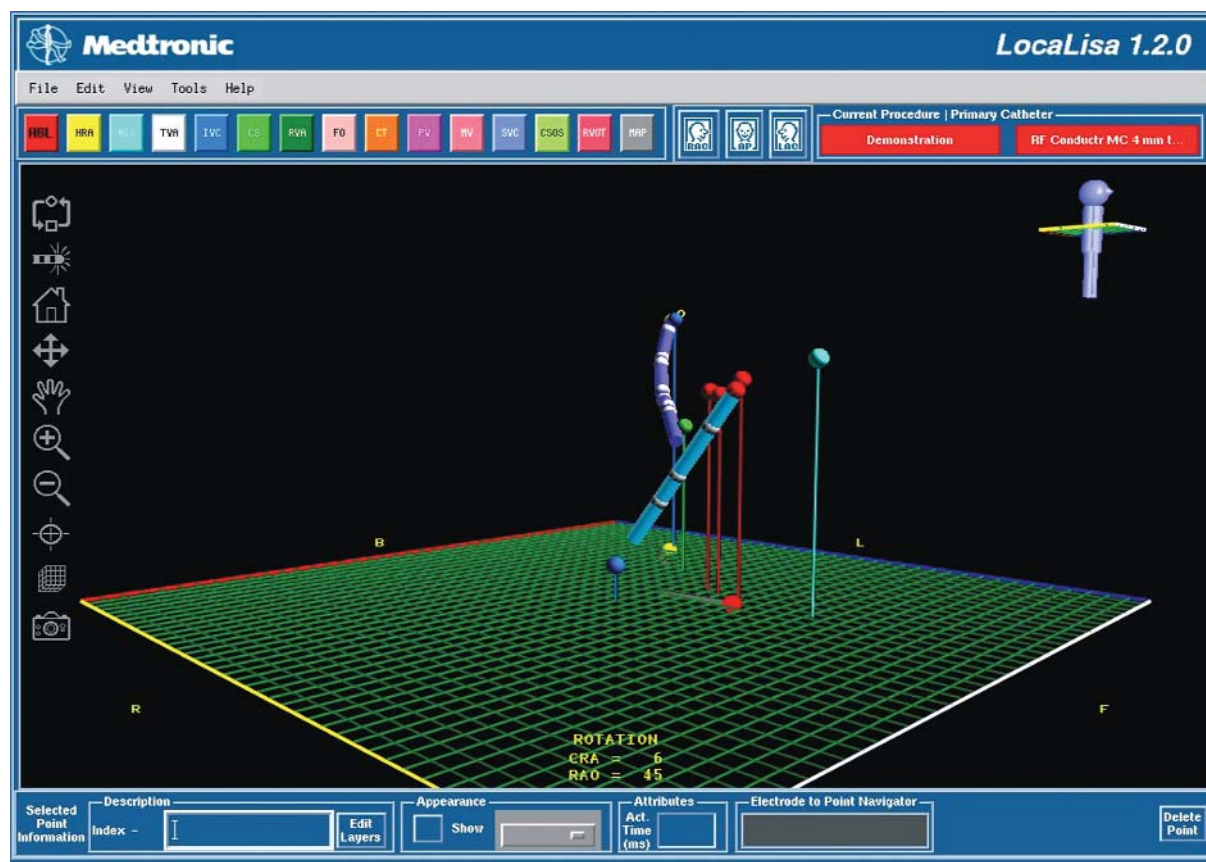 Medtronic
LocaLisa 1.2.0
File Edit View Tools Help
ABL HRA HIS TVA IVC CS RVA FO CT PV MV SVC CSOS RVOT MAP
RAO AP LAO
Current Procedure | Primary Catheter
Demonstration RF Conductr MC 4 mm t...
B
L
R
F
ROTATION
CRA = 6
RAO = 45
Selected Point Information
Description
Index -
Edit Layers
Appearance
Show
Attributes
Act. Time (ms)
Electrode to Point Navigator
Delete Point